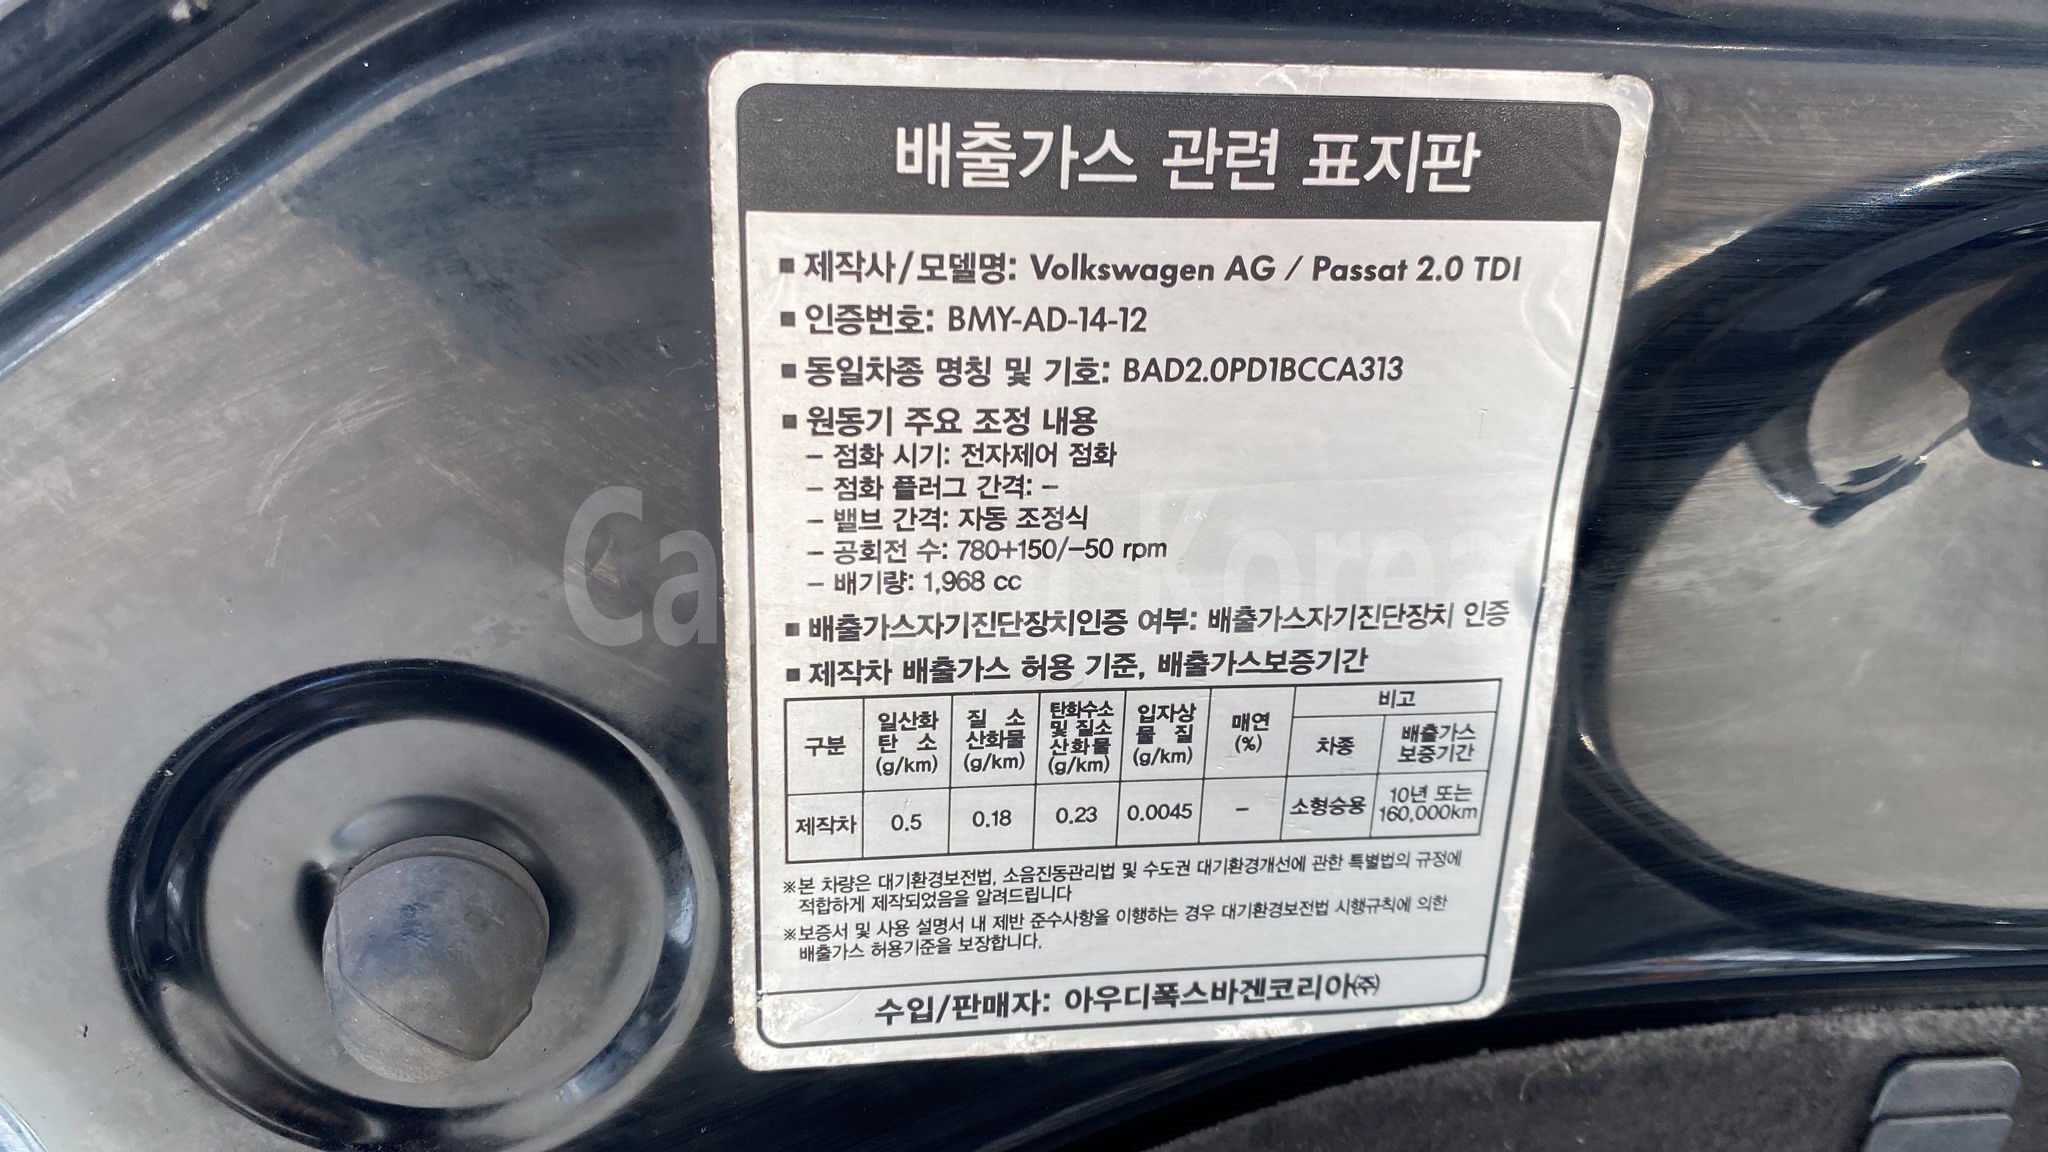 배출가스 관련 표지판
▪ 제작사/모델명: Volkswagen AG / Passat 2.0 TDI
▪ 인증번호: BMY-AD-14-12
▪ 동일차종 명칭 및 기호: BAD2.0PD1BCCA313
▪ 원동기 주요 조정 내용
– 점화 시기: 전자제어 점화
– 점화 플러그 간격: –
– 밸브 간격: 자동 조정식
– 공회전 수: 780+150/–50 rpm
– 배기량: 1,968 cc
▪ 배출가스자기진단장치인증 여부: 배출가스자기진단장치 인증
▪ 제작차 배출가스 허용 기준, 배출가스보증기간
구분 일산화탄소 (g/km) 질소산화물 (g/km) 탄화수소 및 질소산화물 (g/km) 입자상물질 (g/km) 매연 (%) 비고
차종 배출가스 보증기간
제작차 0.5 0.18 0.23 0.0045 – 소형승용 10년 또는 160,000km
※본 차량은 대기환경보전법, 소음진동관리법 및 수도권 대기환경개선에 관한 특별법의 규정에
적합하게 제작되었음을 알려드립니다
※보증서 및 사용 설명서 내 제반 준수사항을 이행하는 경우 대기환경보전법 시행규칙에 의한
배출가스 허용기준을 보장합니다.
수입/판매자: 아우디폭스바겐코리아㈜
Korea